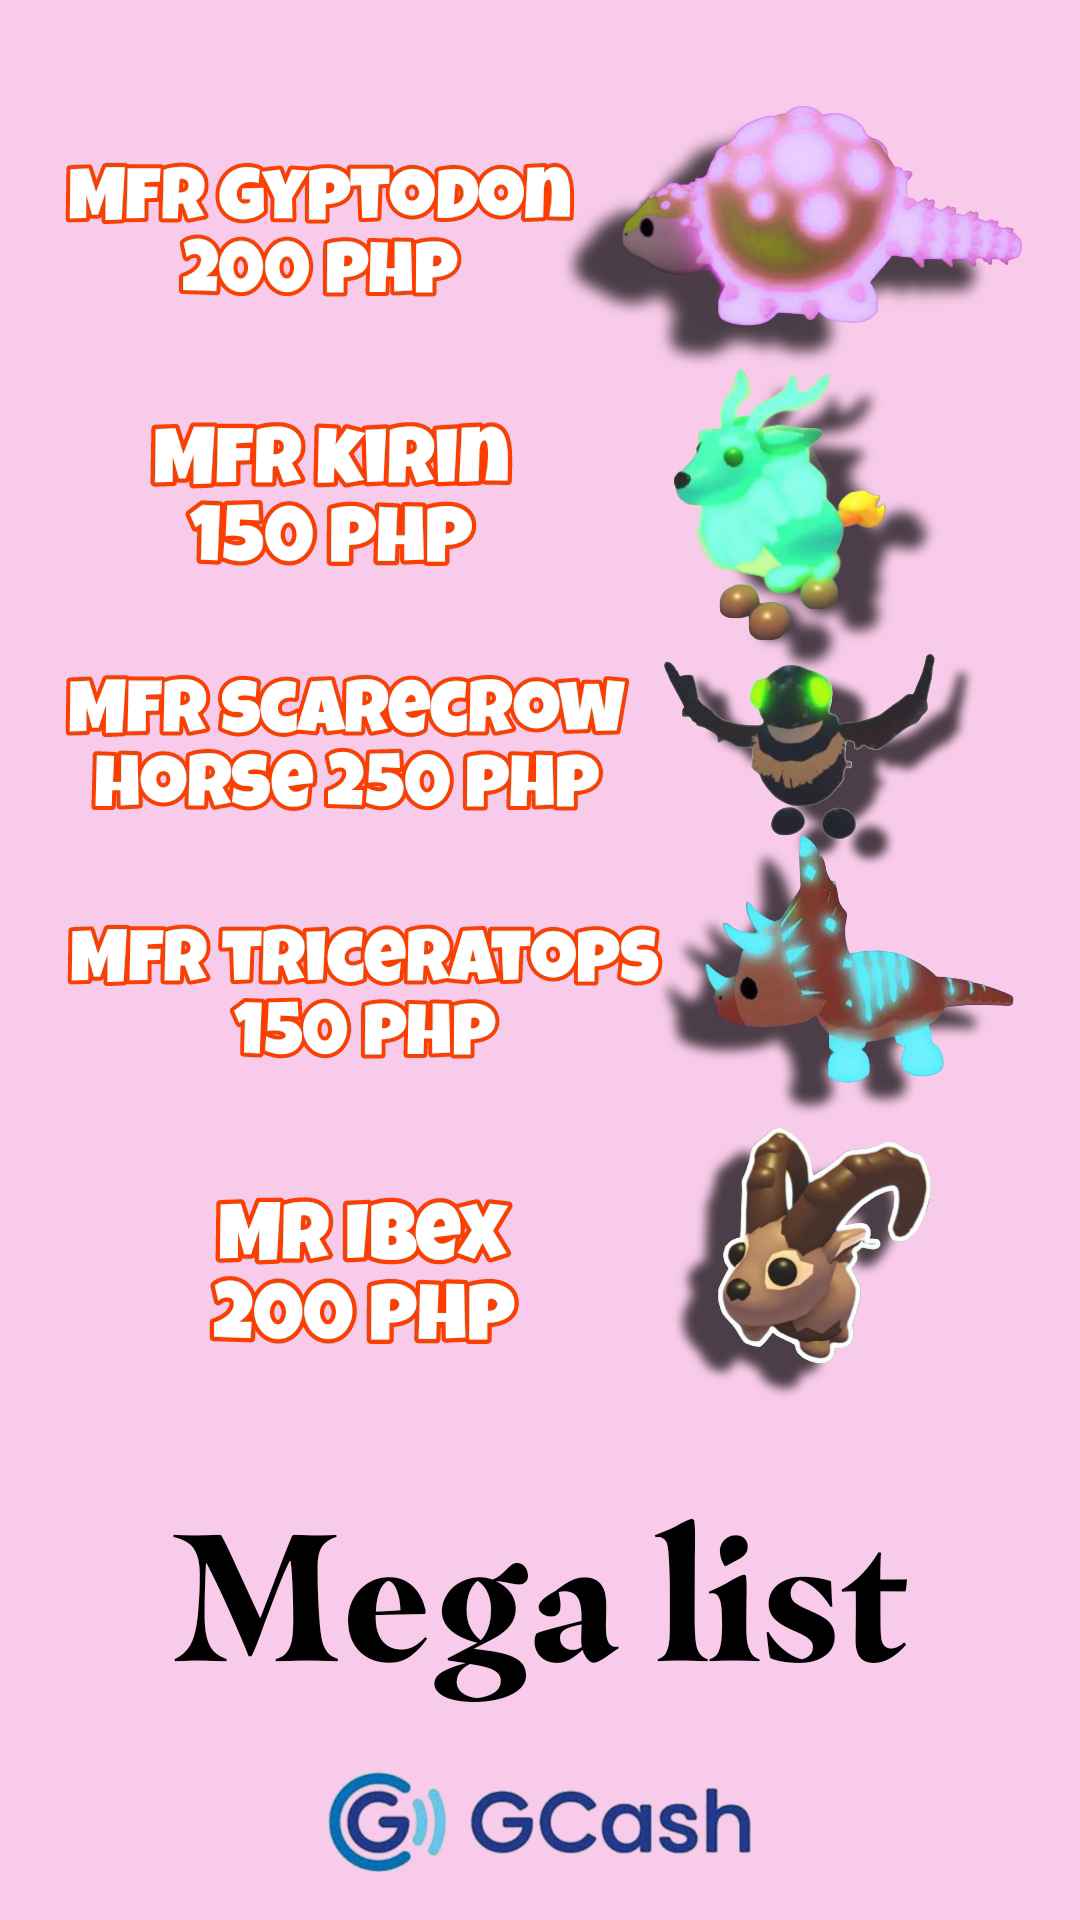 MFR GYPTODON
200 PHP
MFR KIRIN
150 PHP
MFR SCARECROW
HORSE 250 PHP
MFR TRICERATOPS
150 PHP
MR IBEX
200 PHP
Mega list
G GCash